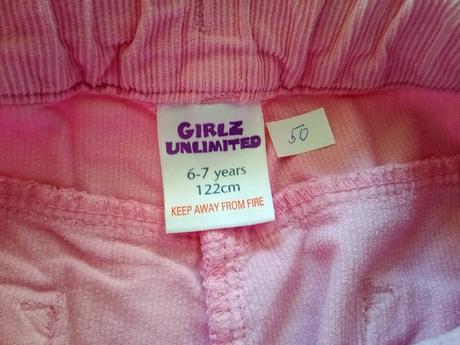 GIRLZ
UNLIMITED
6-7 years
122cm
KEEP AWAY FROM FIRE
50